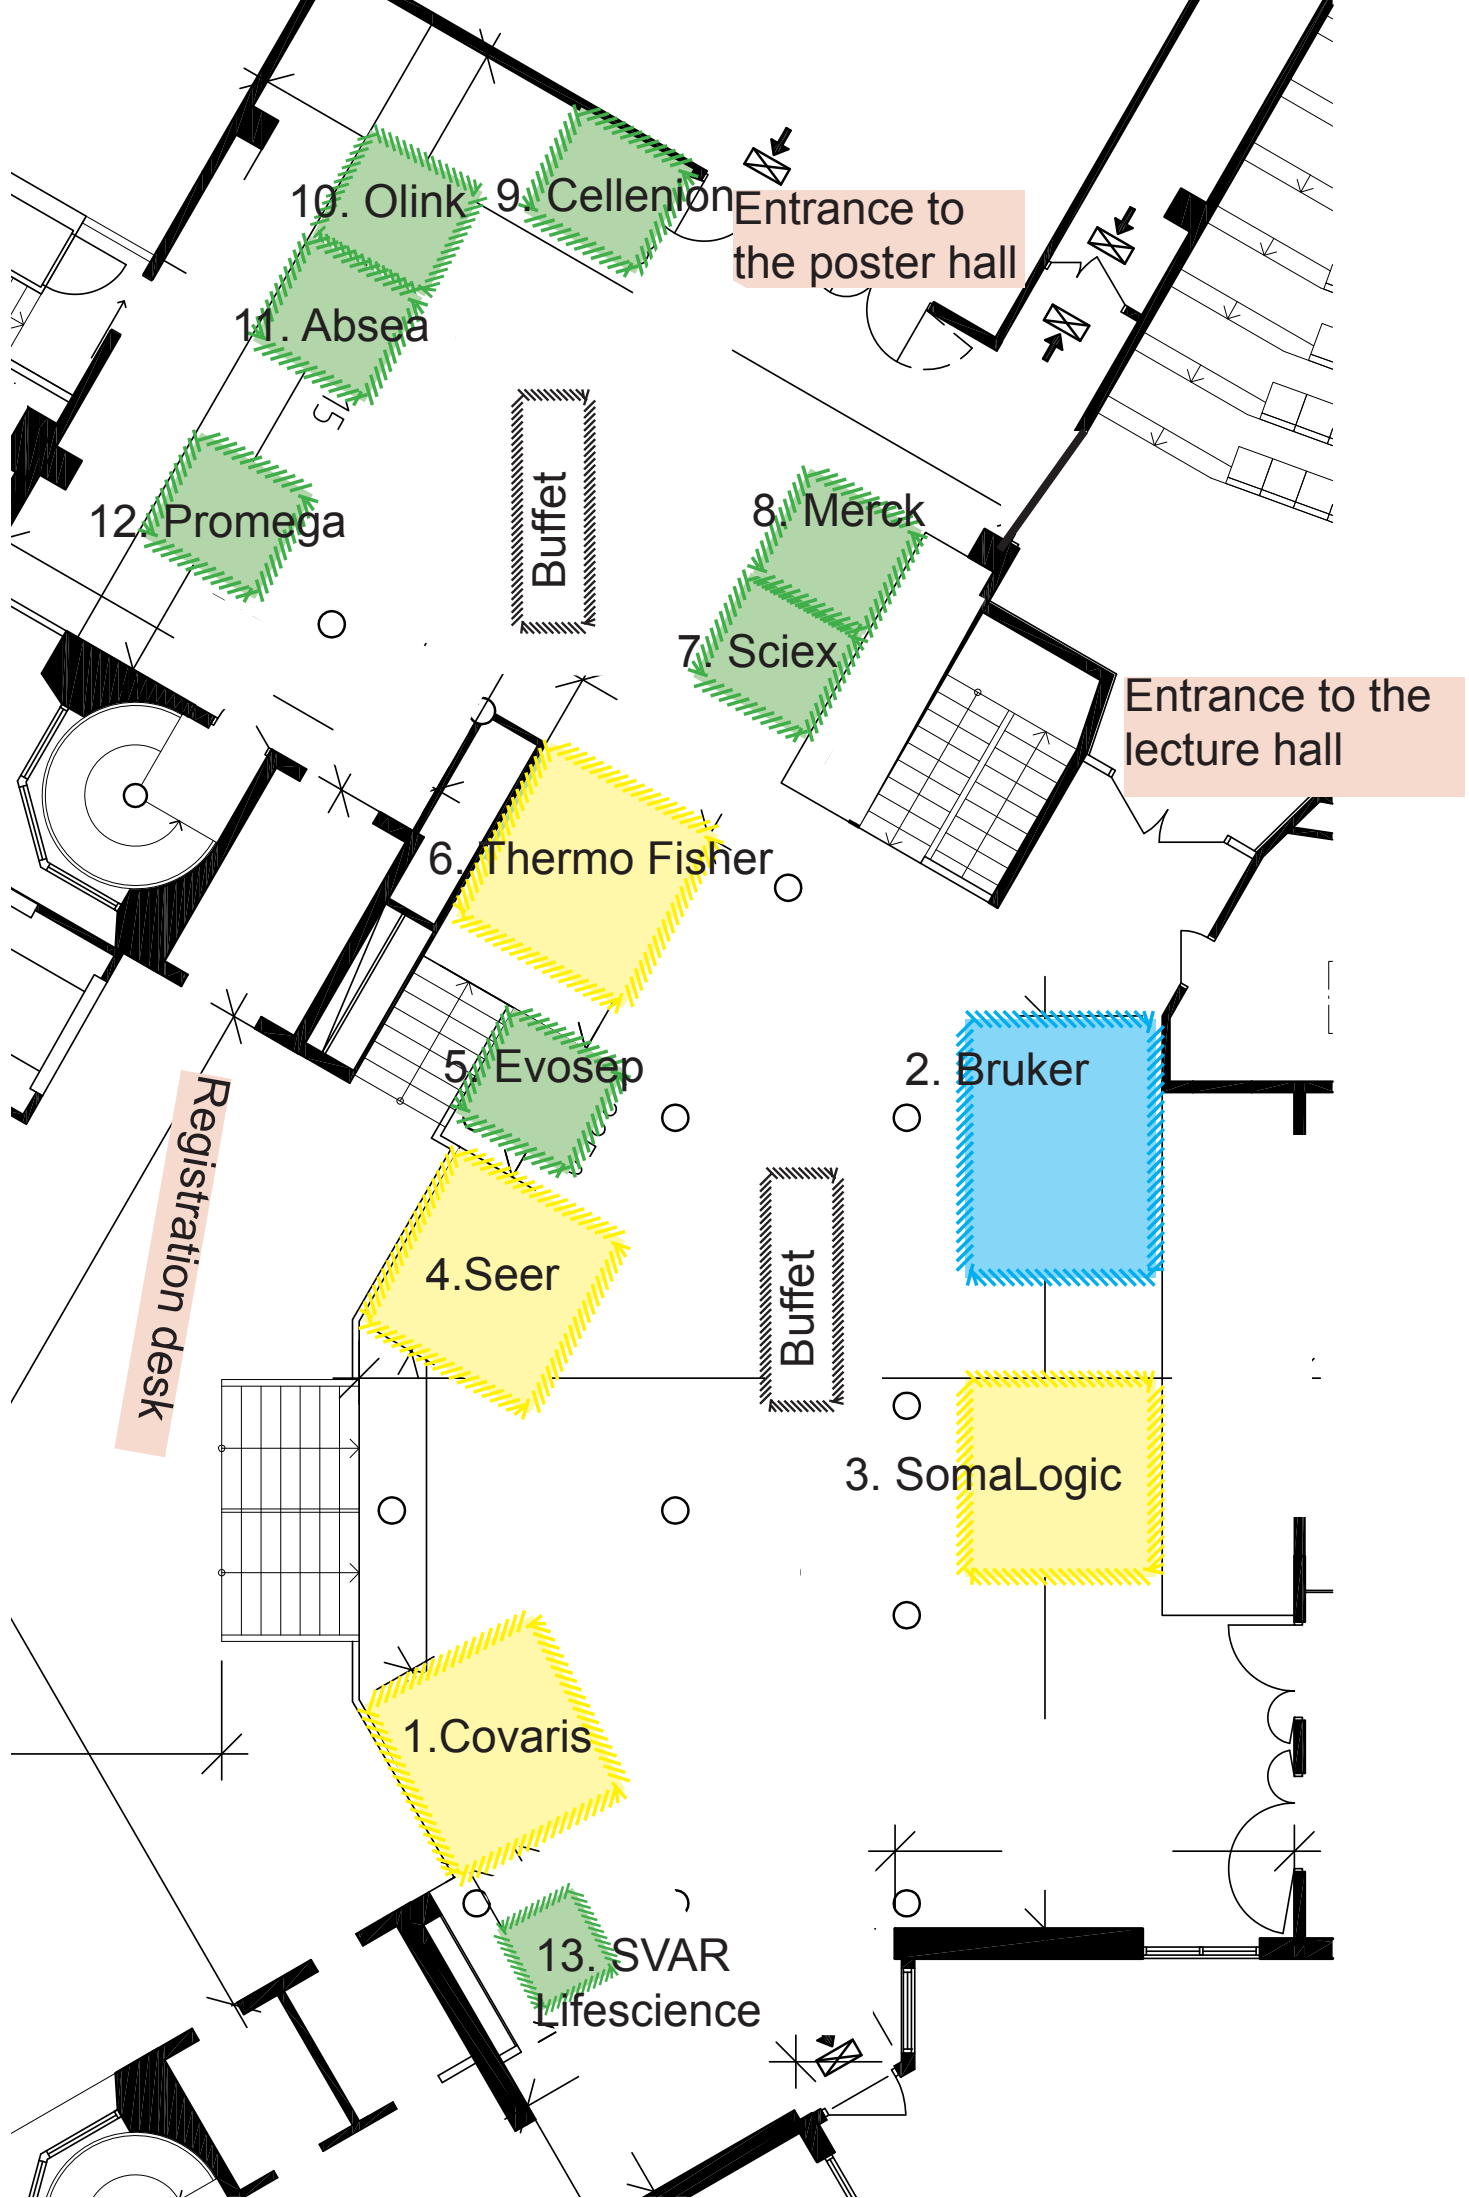 10. Olink
9. Cellenion
Entrance to
the poster hall
11. Absea
15
12. Promega
Buffet
8. Merck
7. Sciex
Entrance to the
lecture hall
6. Thermo Fisher
5. Evosep
2. Bruker
Registration desk
4.Seer
Buffet
3. SomaLogic
1.Covaris
13. SVAR
Lifescience